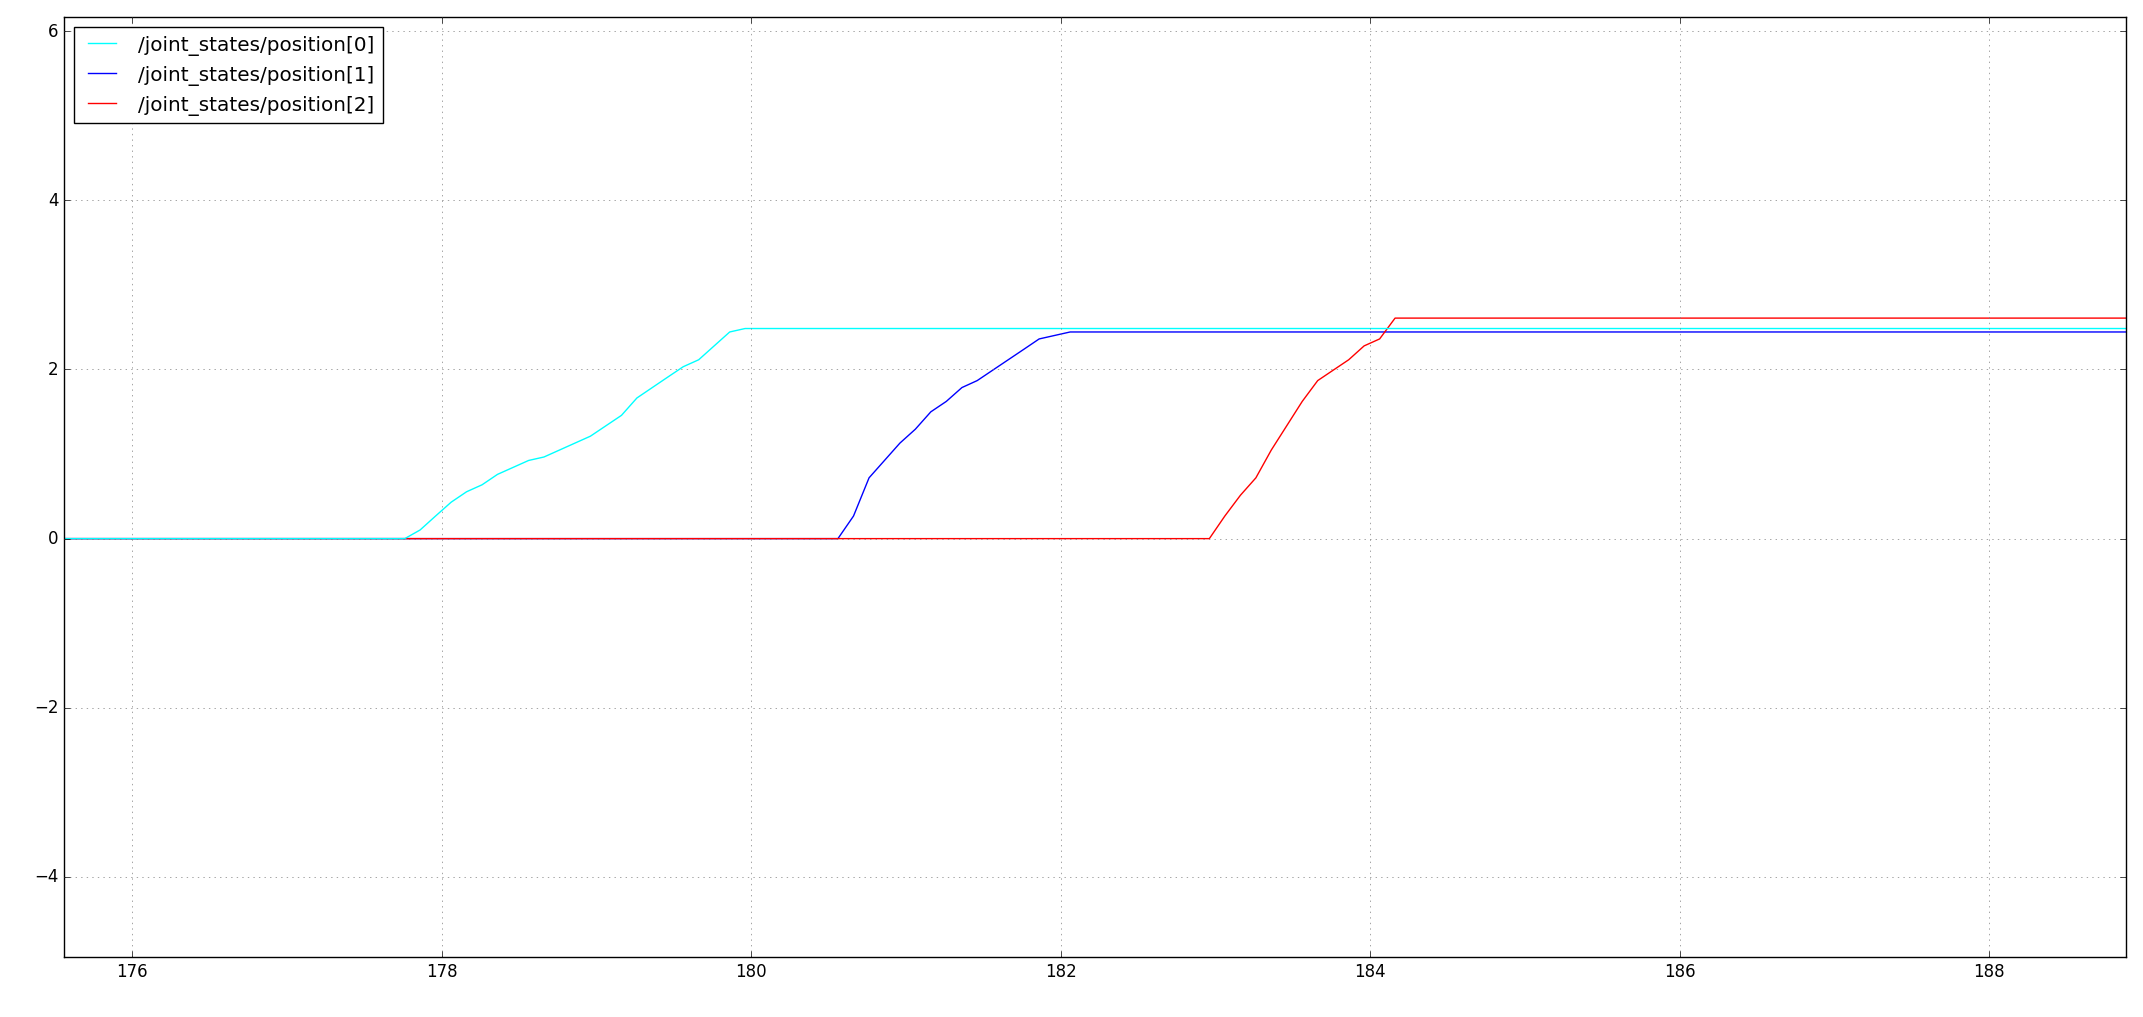 /joint_states/position[0]
/joint_states/position[1]
/joint_states/position[2]
6
4
2
0
−2
−4
176 178 180 182 184 186 188